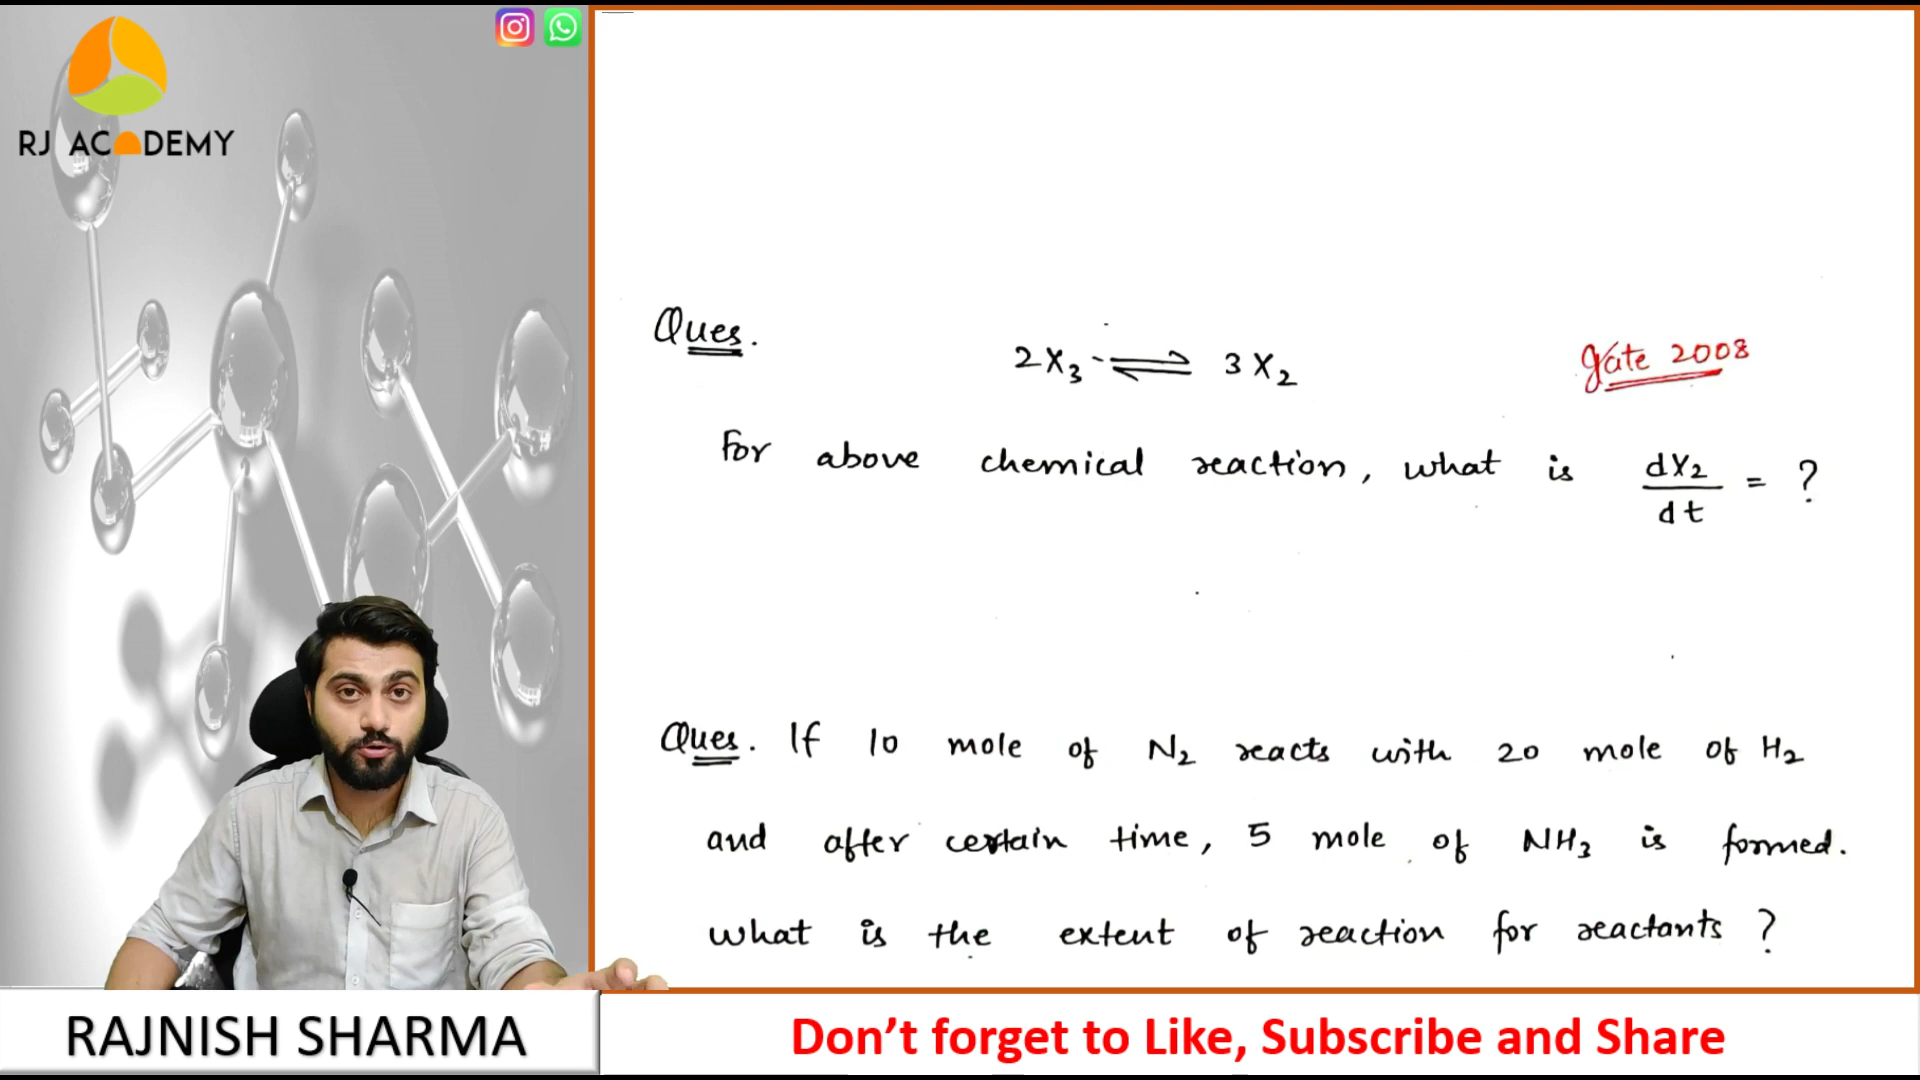 RJ ACADEMY
Ques.
2X₃ ⇌ 3X₂
Gate 2008
For above chemical reaction, what is dX₂/dt = ?
Ques. If 10 mole of N₂ reacts with 20 mole of H₂
and after certain time, 5 mole of NH₃ is formed.
what is the extent of reaction for reactants ?
RAJNISH SHARMA
Don’t forget to Like, Subscribe and Share